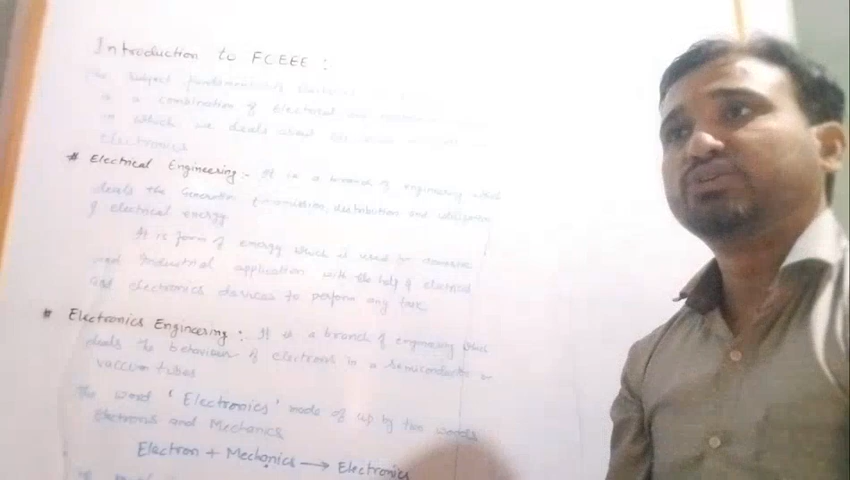 Introduction to FCEEE :
The subject fundamentals
is a combination of Electrical and
in which we deals about the
Electronics
# Electrical Engineering :- It is a branch of engineering which
deals the Generation transmission, distribution and utilization
of electrical energy
It is form of energy which is used for domestic
and Industrial application with the help of electrical
and electronics devices to perform any task
# Electronics Engineering :- It is a branch of engineering which
deals the behaviour of electrons in a semiconductor or
vaccum tubes
The word ' Electronics' made of up by two words
Electrons and Mechanics
Electron + Mechanics → Electronics